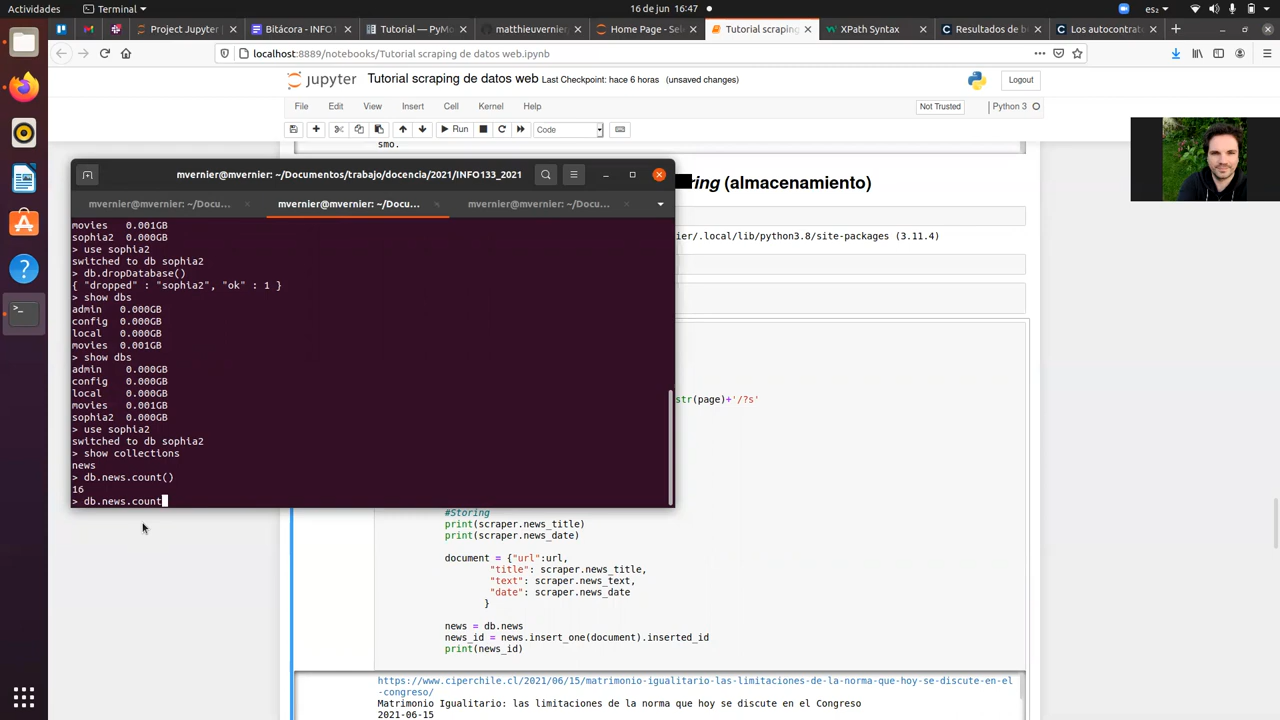 Actividades
Terminal
16 de jun 16:47
es2
Project Jupyter
Bitácora - INFO1
Tutorial — PyMo
matthieuvernier
Home Page - Sele
Tutorial scraping
XPath Syntax
Resultados de b
Los autocontrat
localhost:8889/notebooks/Tutorial scraping de datos web.ipynb
jupyter
Tutorial scraping de datos web
Last Checkpoint: hace 6 horas (unsaved changes)
Logout
File
Edit
View
Insert
Cell
Kernel
Help
Not Trusted
Python 3
Run
Code
smo.
ring (almacenamiento)
ier/.local/lib/python3.8/site-packages (3.11.4)
str(page)+'/?s'
mvernier@mvernier: ~/Documentos/trabajo/docencia/2021/INFO133_2021
mvernier@mvernier: ~/Docu...
mvernier@mvernier: ~/Docu...
mvernier@mvernier: ~/Docu...
movies 0.001GB
sophia2 0.000GB
> use sophia2
switched to db sophia2
> db.dropDatabase()
{ "dropped" : "sophia2", "ok" : 1 }
> show dbs
admin 0.000GB
config 0.000GB
local 0.000GB
movies 0.001GB
> show dbs
admin 0.000GB
config 0.000GB
local 0.000GB
movies 0.001GB
sophia2 0.000GB
> use sophia2
switched to db sophia2
> show collections
news
> db.news.count()
16
> db.news.count
#Storing
print(scraper.news_title)
print(scraper.news_date)
document = {"url":url,
"title": scraper.news_title,
"text": scraper.news_text,
"date": scraper.news_date
}
news = db.news
news_id = news.insert_one(document).inserted_id
print(news_id)
https://www.ciperchile.cl/2021/06/15/matrimonio-igualitario-las-limitaciones-de-la-norma-que-hoy-se-discute-en-el
-congreso/
Matrimonio Igualitario: las limitaciones de la norma que hoy se discute en el Congreso
2021-06-15